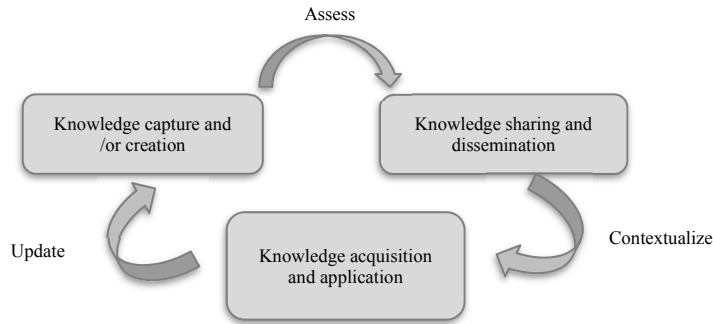 Assess
Knowledge capture and
/or creation
Knowledge sharing and
dissemination
Update
Knowledge acquisition
and application
Contextualize